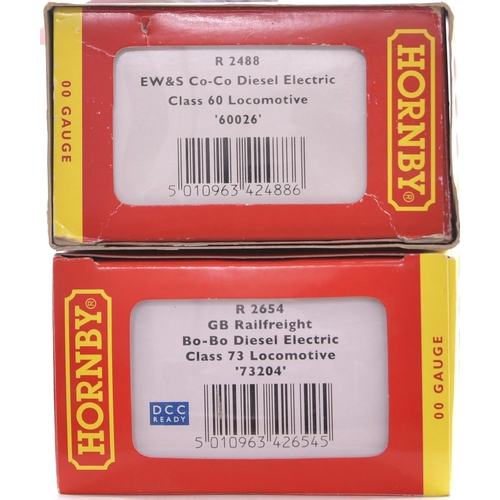 00 GAUGE
R 2488
EW&S Co-Co Diesel Electric
Class 60 Locomotive
'60026'
5 010963 424886
HORNBY®
HORNBY®
R 2654
GB Railfreight
Bo-Bo Diesel Electric
Class 73 Locomotive
'73204'
DCC
READY
5 010963 426545
00 GAUGE